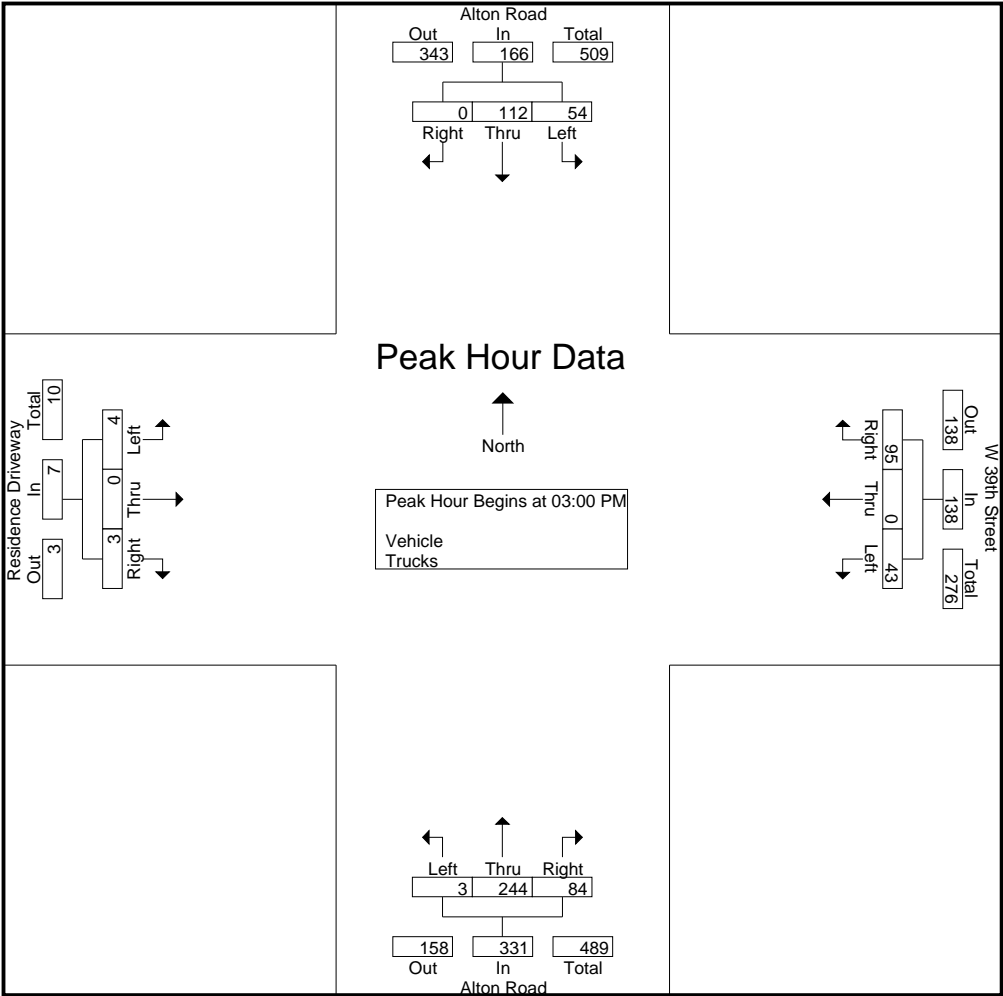 Alton Road
Out In Total
343 166 509
0 112 54
Right Thru Left
Peak Hour Data
North
Peak Hour Begins at 03:00 PM
Vehicle
Trucks
Residence Driveway
Out In Total
3 7 10
Left Thru Right
4 0 3
W 39th Street
Out In Total
138 138 276
95 0 43
Right Thru Left
Left Thru Right
3 244 84
158 331 489
Out In Total
Alton Road